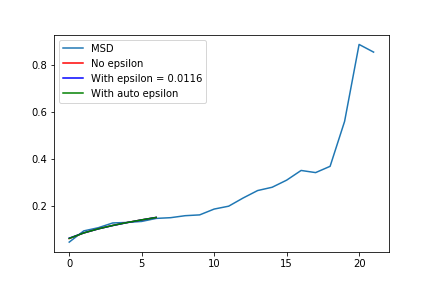 MSD
No epsilon
With epsilon = 0.0116
With auto epsilon
0.8
0.6
0.4
0.2
0 5 10 15 20